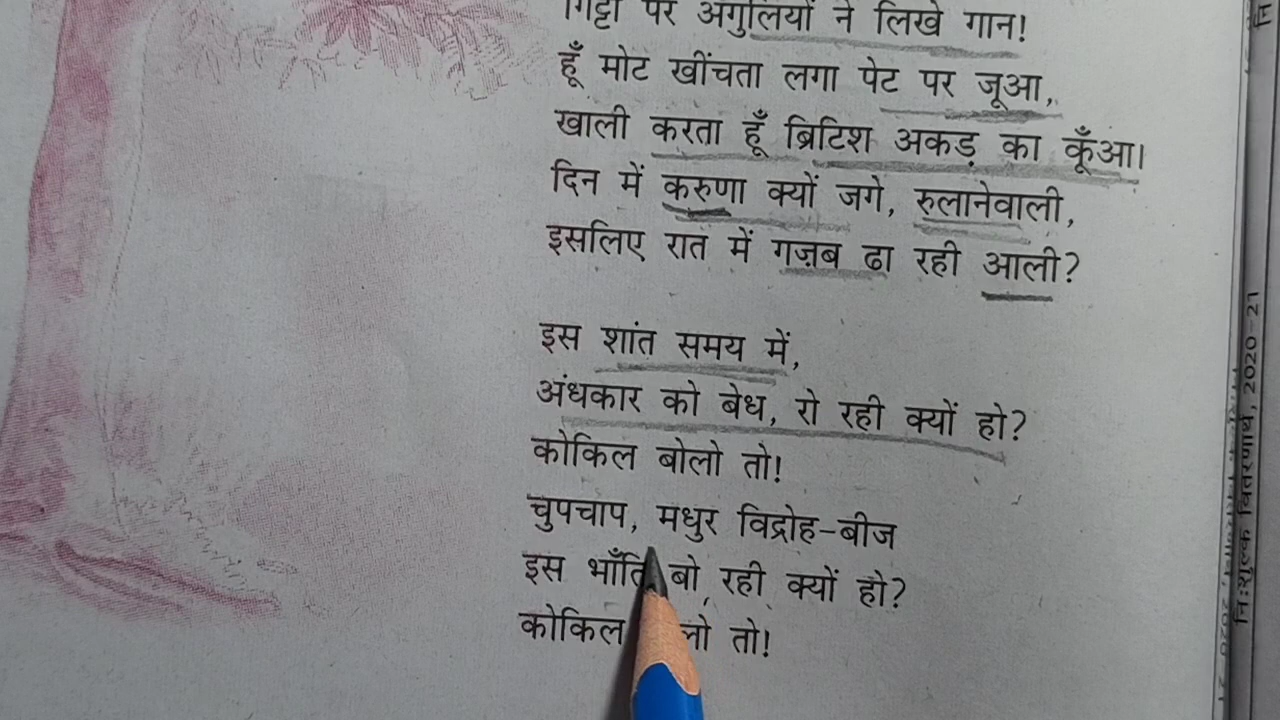 गिट्टी पर अंगुलियों ने लिखे गान!
हूँ मोट खींचता लगा पेट पर जूआ,
खाली करता हूँ ब्रिटिश अकड़ का कूँआ।
दिन में करुणा क्यों जगे, रुलानेवाली,
इसलिए रात में गज़ब ढा रही आली?
इस शांत समय में,
अंधकार को बेध, रो रही क्यों हो?
कोकिल बोलो तो!
चुपचाप, मधुर विद्रोह-बीज
इस भाँति बो रही क्यों हो?
कोकिल लो तो!
नि:शुल्क वितरणार्थ, 2020-21